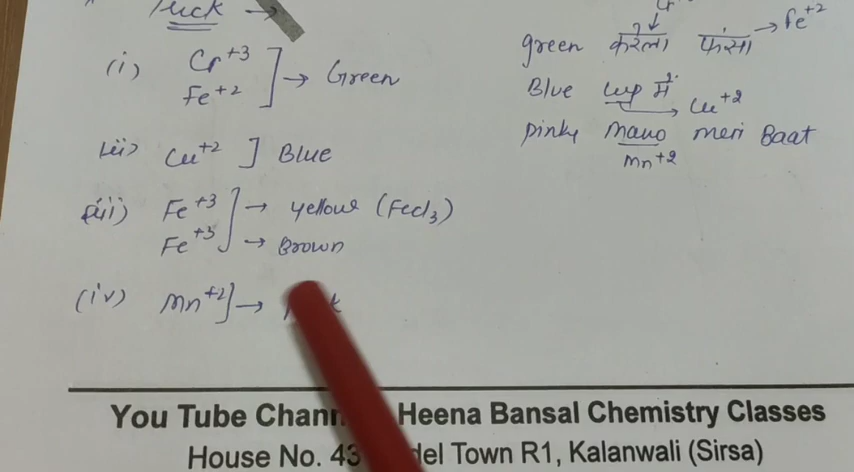 Trick →
(i) Cr+3
Fe+2 ] → Green
(ii) Cu+2 ] Blue
(iii) Fe+3 → Yellow (FeCl3)
Fe+3 → Brown
(iv) Mn+2 ] →
green करेला → Fe+2
Blue Cup में
→ Cu+2
pinky mano meri Baat
Mn+2
You Tube Chann Heena Bansal Chemistry Classes
House No. 43 del Town R1, Kalanwali (Sirsa)